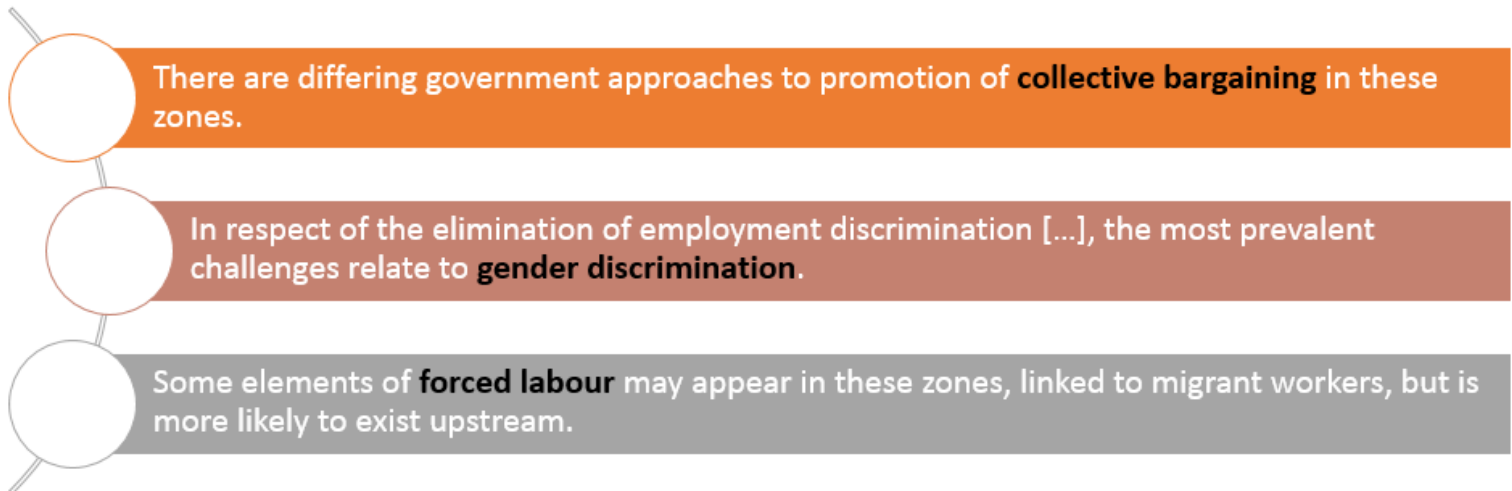 There are differing government approaches to promotion of collective bargaining in these
zones.
In respect of the elimination of employment discrimination [...], the most prevalent
challenges relate to gender discrimination.
Some elements of forced labour may appear in these zones, linked to migrant workers, but is
more likely to exist upstream.